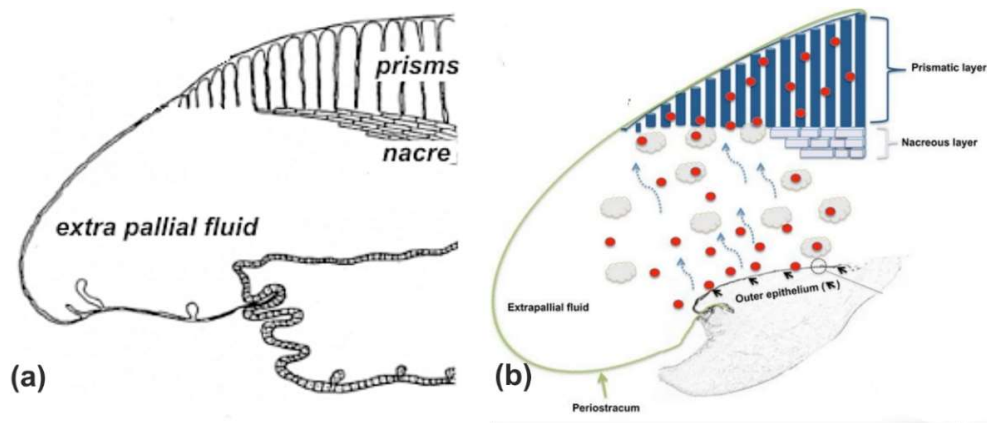 prisms
nacre
extra pallial fluid
(a)
Prismatic layer
Nacreous layer
Extrapallial fluid
Outer epithelium ( )
(b)
Periostracum